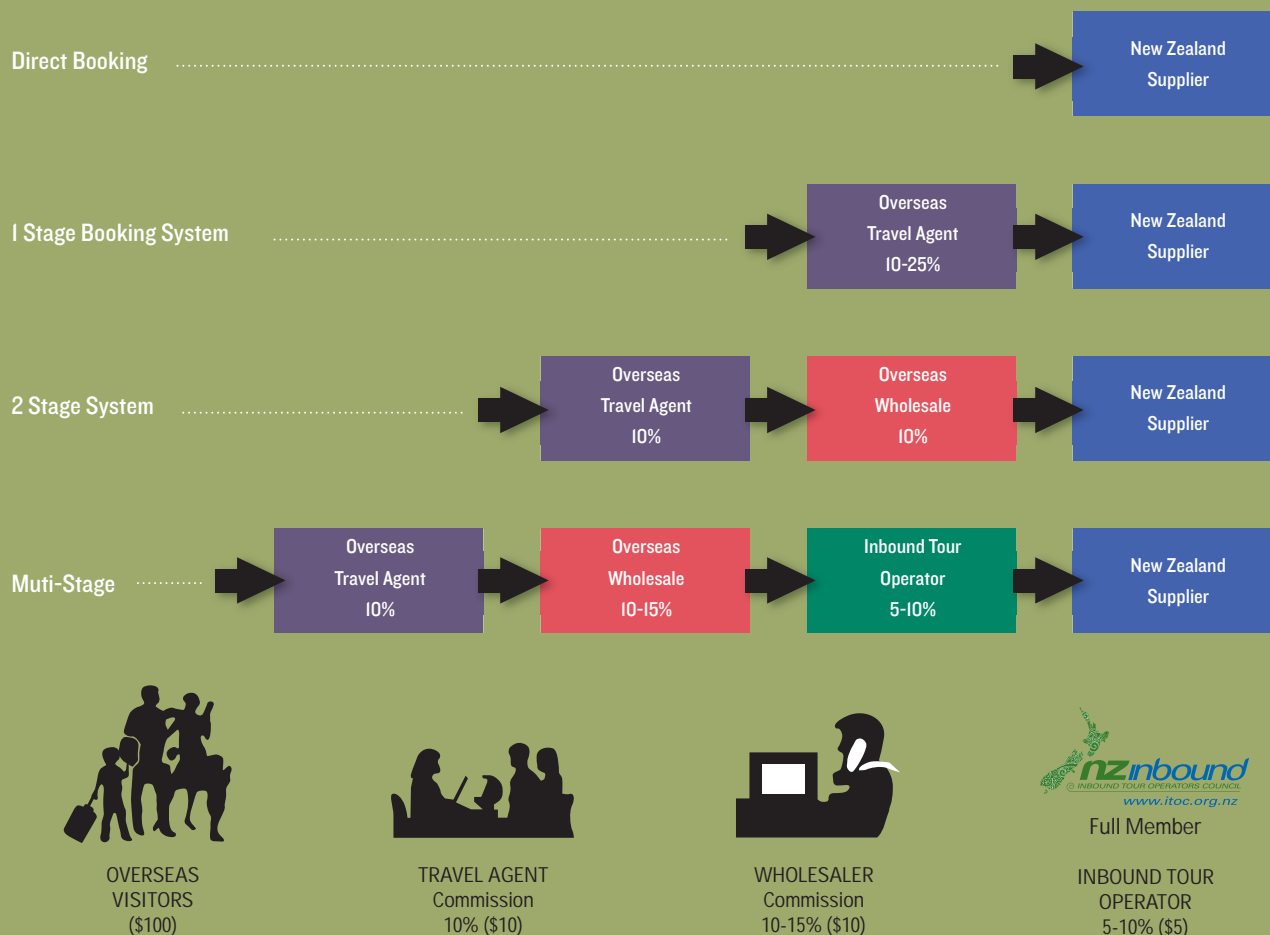 Direct Booking
New Zealand
Supplier
1 Stage Booking System
Overseas
Travel Agent
10-25%
New Zealand
Supplier
2 Stage System
Overseas
Travel Agent
10%
Overseas
Wholesale
10%
New Zealand
Supplier
Muti-Stage
Overseas
Travel Agent
10%
Overseas
Wholesale
10-15%
Inbound Tour
Operator
5-10%
New Zealand
Supplier
nzinbound
INBOUND TOUR OPERATORS COUNCIL
www.itoc.org.nz
Full Member
OVERSEAS
VISITORS
($100)
TRAVEL AGENT
Commission
10% ($10)
WHOLESALER
Commission
10-15% ($10)
INBOUND TOUR
OPERATOR
5-10% ($5)